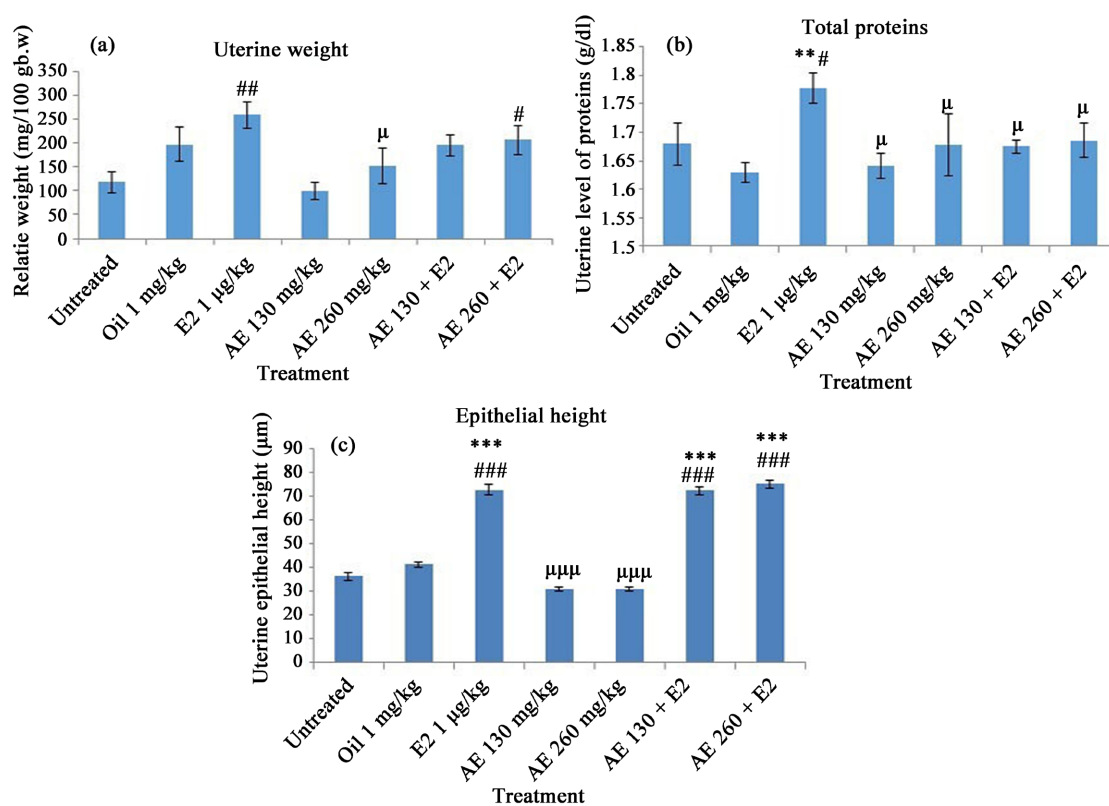 (a)
Uterine weight
Relatie weight (mg/100 gb.w)
350
300
250
200
150
100
50
0
##
µ
#
Untreated
Oil 1 mg/kg
E2 1 µg/kg
AE 130 mg/kg
AE 260 mg/kg
AE 130 + E2
AE 260 + E2
Treatment
(b)
Total proteins
Uterine level of proteins (g/dl)
1.85
1.8
1.75
1.7
1.65
1.6
1.55
1.5
**#
µ
µ
µ
µ
Untreated
Oil 1 mg/kg
E2 1 µg/kg
AE 130 mg/kg
AE 260 mg/kg
AE 130 + E2
AE 260 + E2
Treatment
Epithelial height
(c)
Uterine epithelial height (µm)
90
80
70
60
50
40
30
20
10
0
***
###
µµµ
µµµ
***
###
***
###
Untreated
Oil 1 mg/kg
E2 1 µg/kg
AE 130 mg/kg
AE 260 mg/kg
AE 130 + E2
AE 260 + E2
Treatment